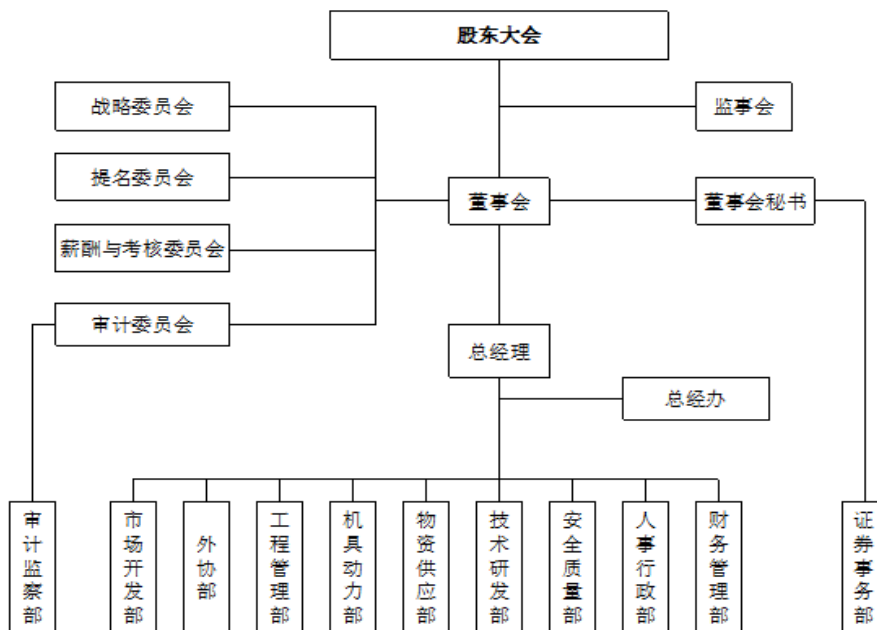 股东大会
战略委员会
监事会
提名委员会
董事会
董事会秘书
薪酬与考核委员会
审计委员会
总经理
总经办
审计监察部
市场开发部
外协部
工程管理部
机具动力部
物资供应部
技术研发部
安全质量部
人事行政部
财务管理部
证券事务部